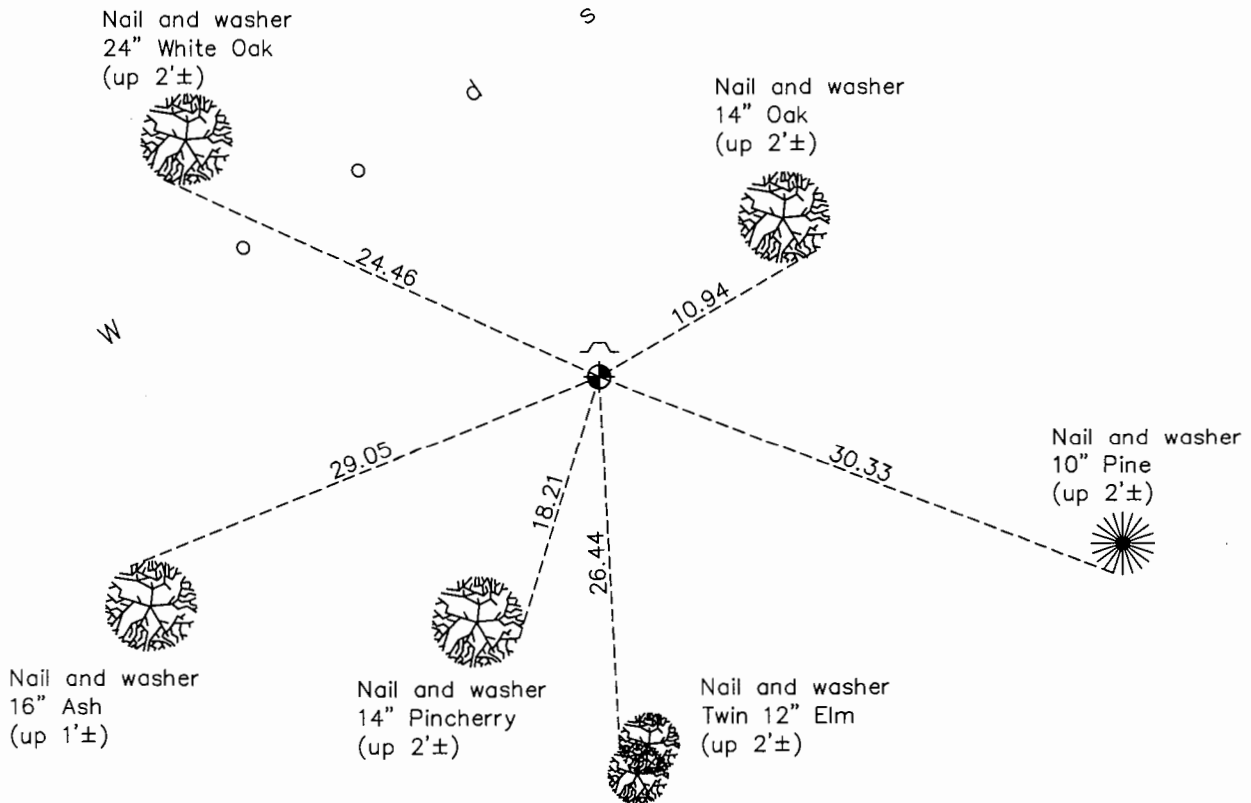 Nail and washer
24" White Oak
(up 2'±)
s
d
o
o
W
Nail and washer
14" Oak
(up 2'±)
24.46
10.94
29.05
18.21
26.44
30.33
Nail and washer
10" Pine
(up 2'±)
Nail and washer
16" Ash
(up 1'±)
Nail and washer
14" Pincherry
(up 2'±)
Nail and washer
Twin 12" Elm
(up 2'±)